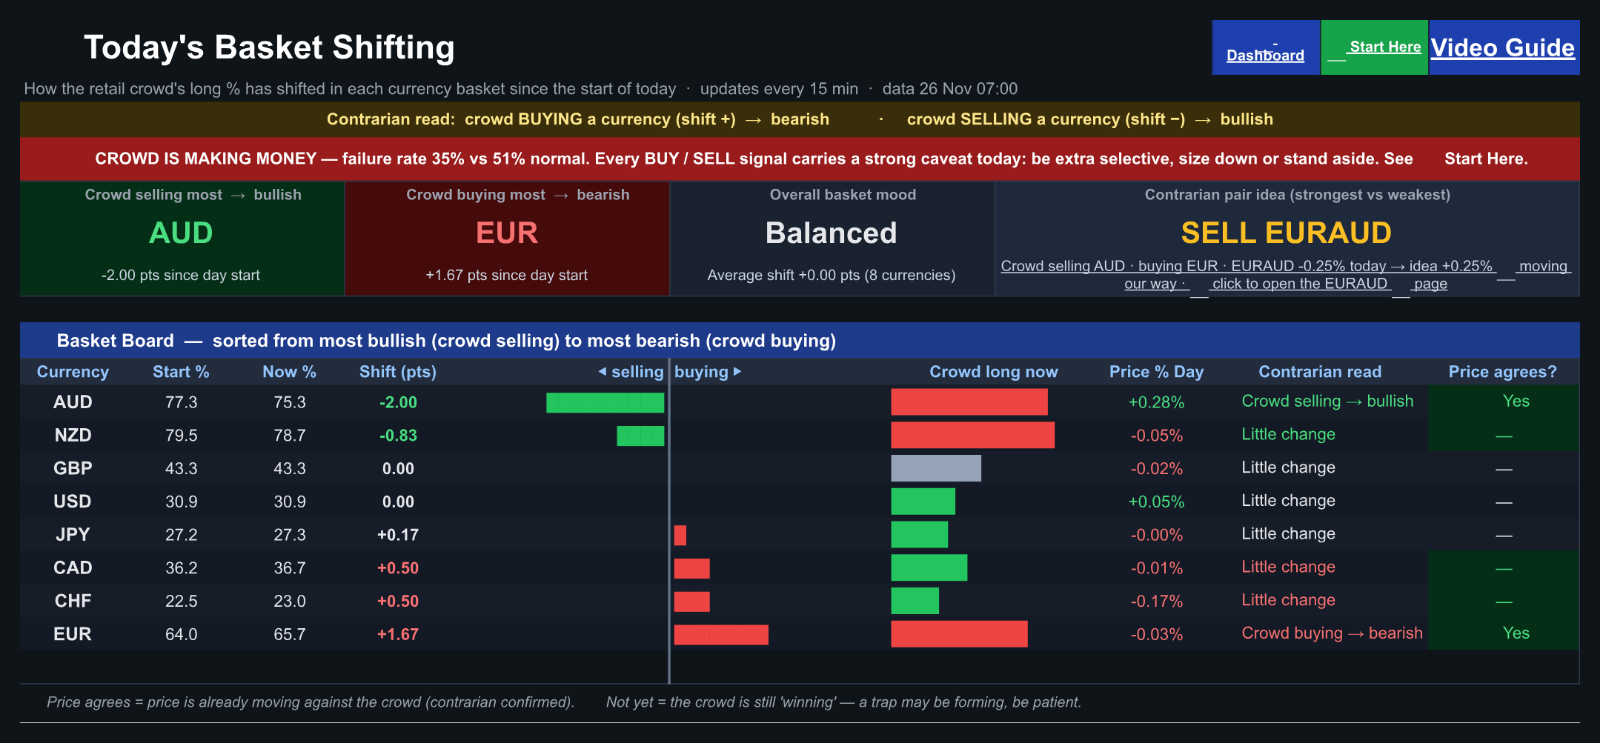 Today's Basket Shifting
Dashboard
Start Here
Video Guide
How the retail crowd's long % has shifted in each currency basket since the start of today · updates every 15 min · data 26 Nov 07:00
Contrarian read: crowd BUYING a currency (shift +) → bearish · crowd SELLING a currency (shift −) → bullish
CROWD IS MAKING MONEY — failure rate 35% vs 51% normal. Every BUY / SELL signal carries a strong caveat today: be extra selective, size down or stand aside. See Start Here.
Crowd selling most → bullish
AUD
-2.00 pts since day start
Crowd buying most → bearish
EUR
+1.67 pts since day start
Overall basket mood
Balanced
Average shift +0.00 pts (8 currencies)
Contrarian pair idea (strongest vs weakest)
SELL EURAUD
Crowd selling AUD · buying EUR · EURAUD -0.25% today → idea +0.25% moving
our way · click to open the EURAUD page
Basket Board — sorted from most bullish (crowd selling) to most bearish (crowd buying)
Currency Start % Now % Shift (pts) ◄ selling buying ► Crowd long now Price % Day Contrarian read Price agrees?
AUD 77.3 75.3 -2.00 +0.28% Crowd selling → bullish Yes
NZD 79.5 78.7 -0.83 -0.05% Little change —
GBP 43.3 43.3 0.00 -0.02% Little change —
USD 30.9 30.9 0.00 +0.05% Little change —
JPY 27.2 27.3 +0.17 -0.00% Little change —
CAD 36.2 36.7 +0.50 -0.01% Little change —
CHF 22.5 23.0 +0.50 -0.17% Little change —
EUR 64.0 65.7 +1.67 -0.03% Crowd buying → bearish Yes
Price agrees = price is already moving against the crowd (contrarian confirmed). Not yet = the crowd is still 'winning' — a trap may be forming, be patient.